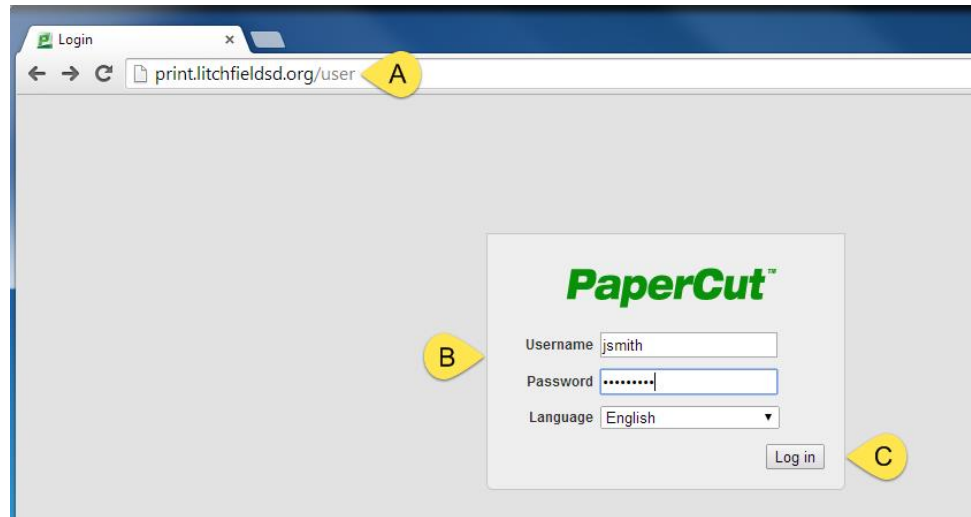 Login
print.litchfieldsd.org/user
A
PaperCut™
B
Username jsmith
Password •••••••••
Language English
Log in
C